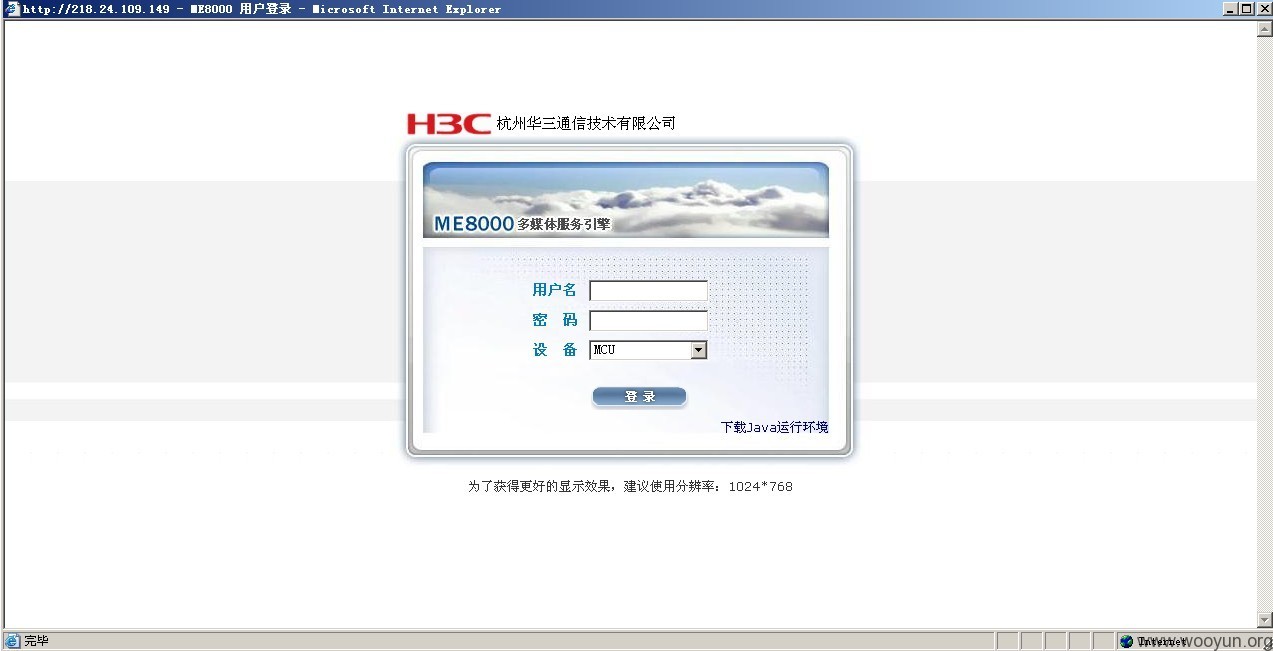 http://218.24.109.149 - ME8000 用户登录 - Microsoft Internet Explorer
H3C 杭州华三通信技术有限公司
ME8000 多媒体服务引擎
用户名
密 码
设 备 MCU
登 录
下载Java运行环境
为了获得更好的显示效果，建议使用分辨率：1024*768
完毕
Internet
www.wooyun.org